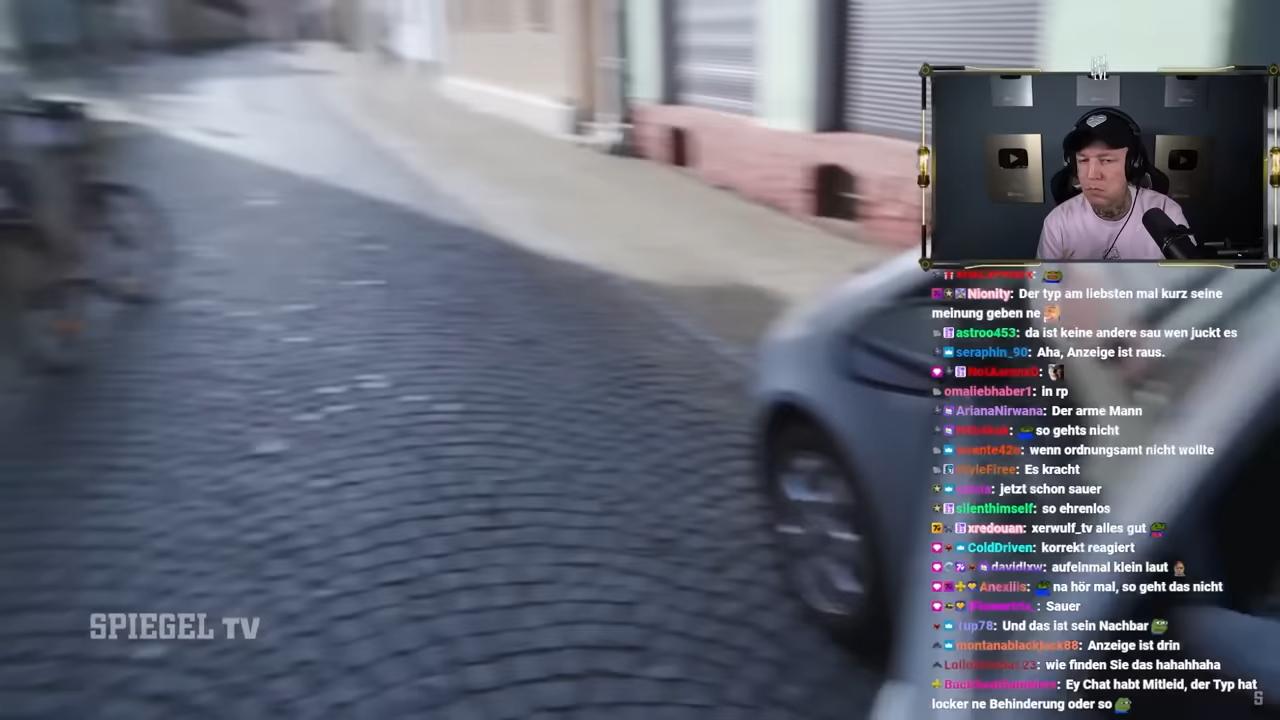 Nionity: Der typ am liebsten mal kurz seine
meinung geben ne
astroo453: da ist keine andere sau wen juckt es
seraphin_90: Aha, Anzeige ist raus.
omaliebhaber1: in rp
ArianaNirwana: Der arme Mann
so gehts nicht
wenn ordnungsamt nicht wollte
Es kracht
jetzt schon sauer
silenthimself: so ehrenlos
xredouan: xerwulf_tv alles gut
ColdDriven: korrekt reagiert
davidlxw: aufeinmal klein laut
Anexiis: na hör mal, so geht das nicht
Sauer
1up78: Und das ist sein Nachbar
montanablackjack88: Anzeige ist drin
wie finden Sie das hahahhaha
Ey Chat habt Mitleid, der Typ hat
locker ne Behinderung oder so
SPIEGEL TV
S